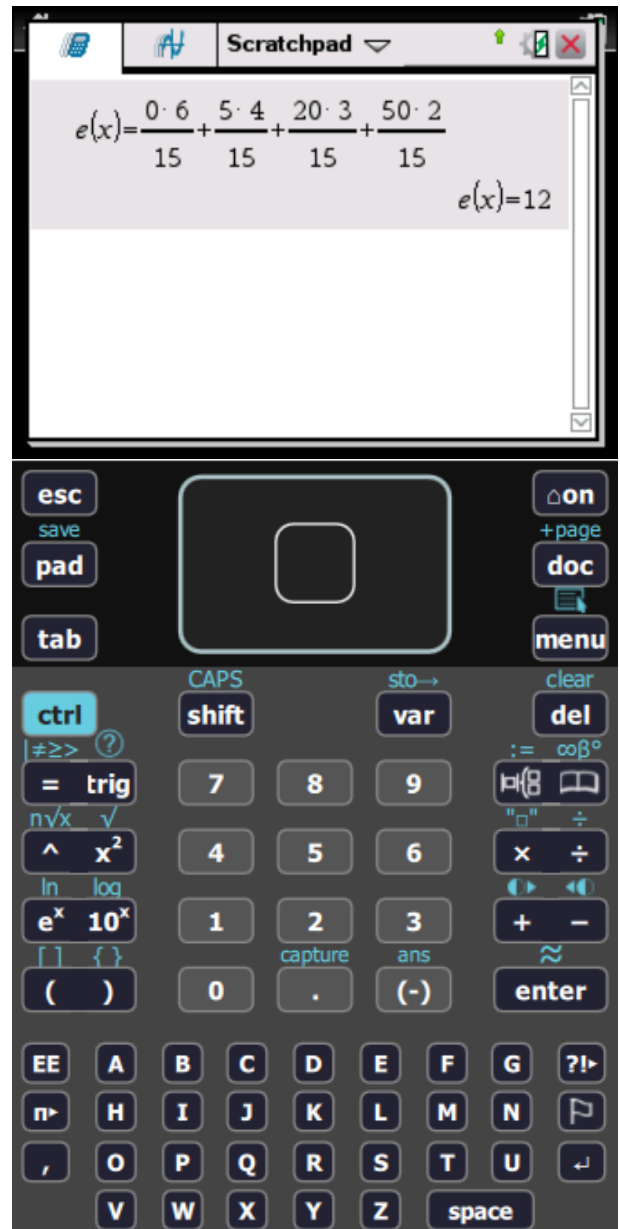 Scratchpad
e(x)=0·6/15+5·4/15+20·3/15+50·2/15
e(x)=12
esc
⌂on
save
+page
pad
doc
tab
menu
CAPS
sto→
clear
ctrl
shift
var
del
|≠≥>
?
:=
∞β°
=
trig
7
8
9
n√x
√
"□"
÷
^
x²
4
5
6
×
÷
ln
log
eˣ
10ˣ
1
2
3
+
−
[ ]
{ }
capture
ans
≈
(
)
0
.
(-)
enter
EE
A
B
C
D
E
F
G
?!▸
π▸
H
I
J
K
L
M
N
,
O
P
Q
R
S
T
U
↵
V
W
X
Y
Z
space